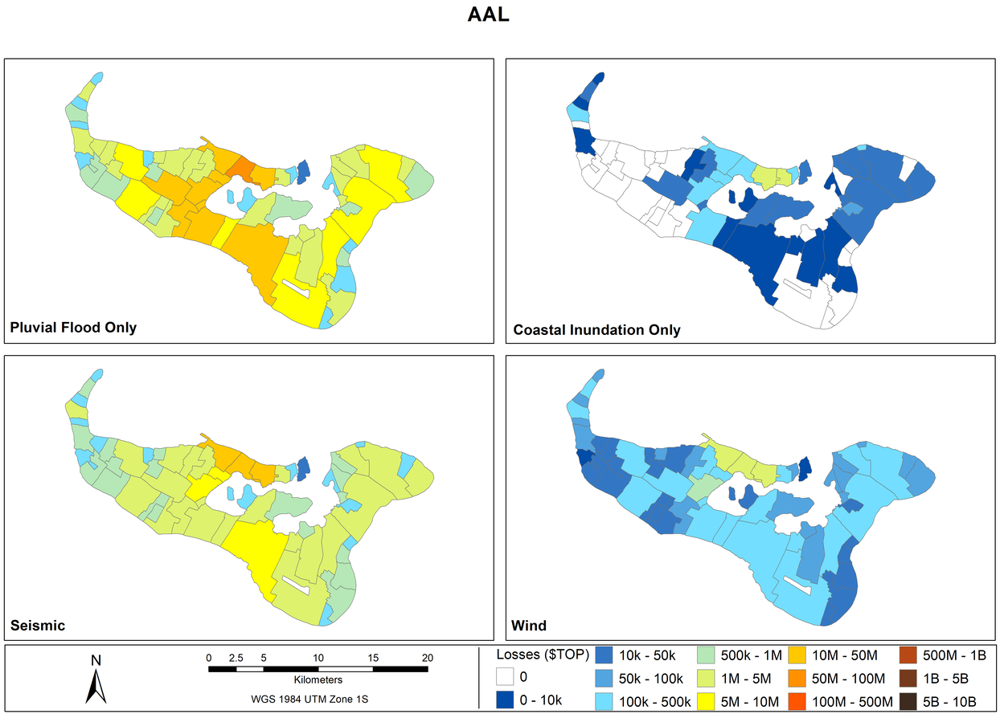 AAL
Pluvial Flood Only
Coastal Inundation Only
Seismic
Wind
N
0 2.5 5 10 15 20
Kilometers
WGS 1984 UTM Zone 1S
Losses ($TOP)
0
0 - 10k
10k - 50k
50k - 100k
100k - 500k
500k - 1M
1M - 5M
5M - 10M
10M - 50M
50M - 100M
100M - 500M
500M - 1B
1B - 5B
5B - 10B